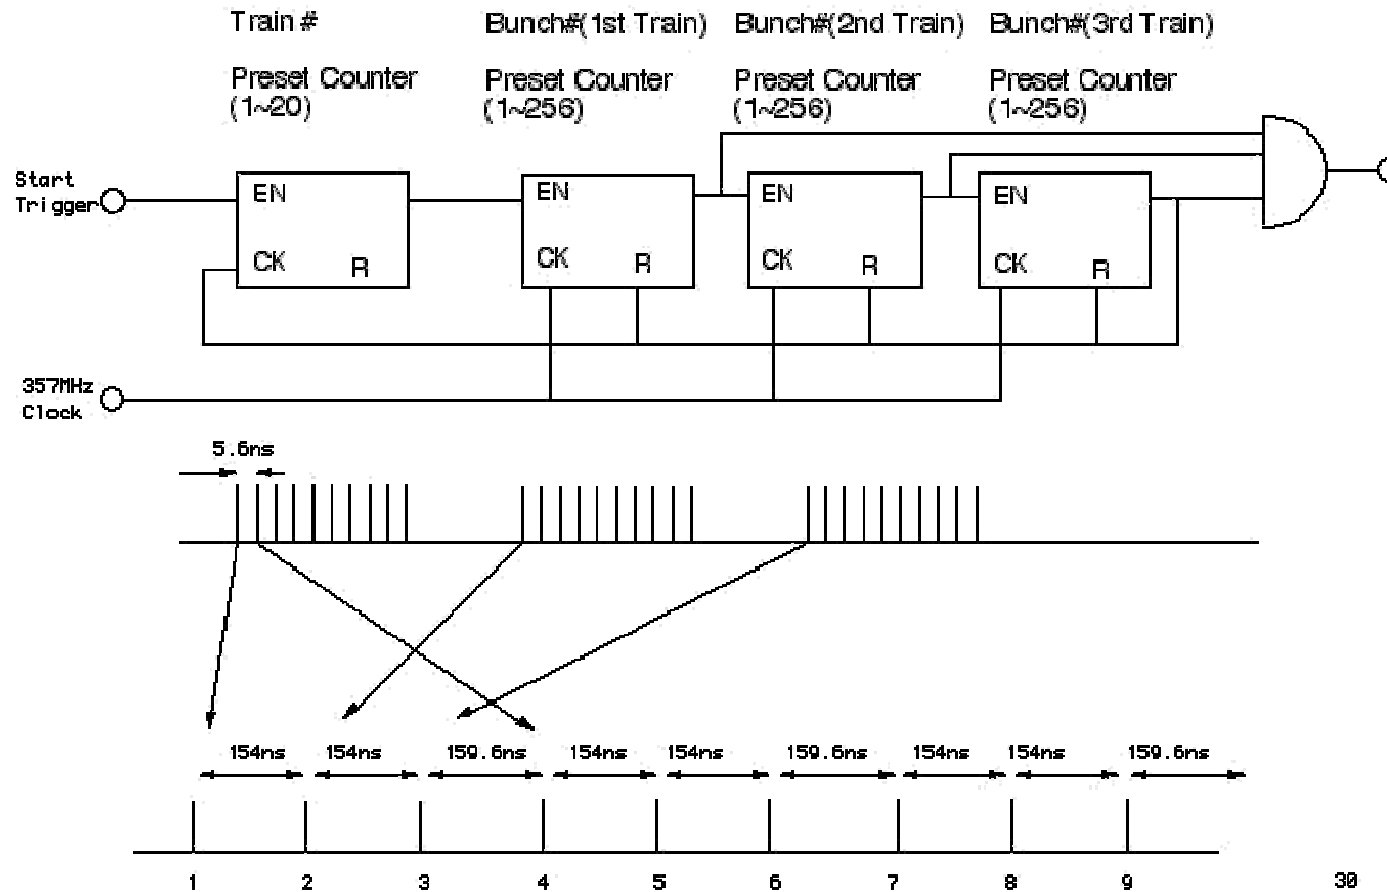 Train #
Bunch#(1st Train)
Bunch#(2nd Train)
Bunch#(3rd Train)
Preset Counter
(1~20)
Preset Counter
(1~256)
Preset Counter
(1~256)
Preset Counter
(1~256)
Start
Trigger
EN
CK R
EN
CK R
EN
CK R
EN
CK R
357MHz
Clock
5.6ns
154ns 154ns 159.6ns 154ns 154ns 159.6ns 154ns 154ns 159.6ns
1 2 3 4 5 6 7 8 9 30